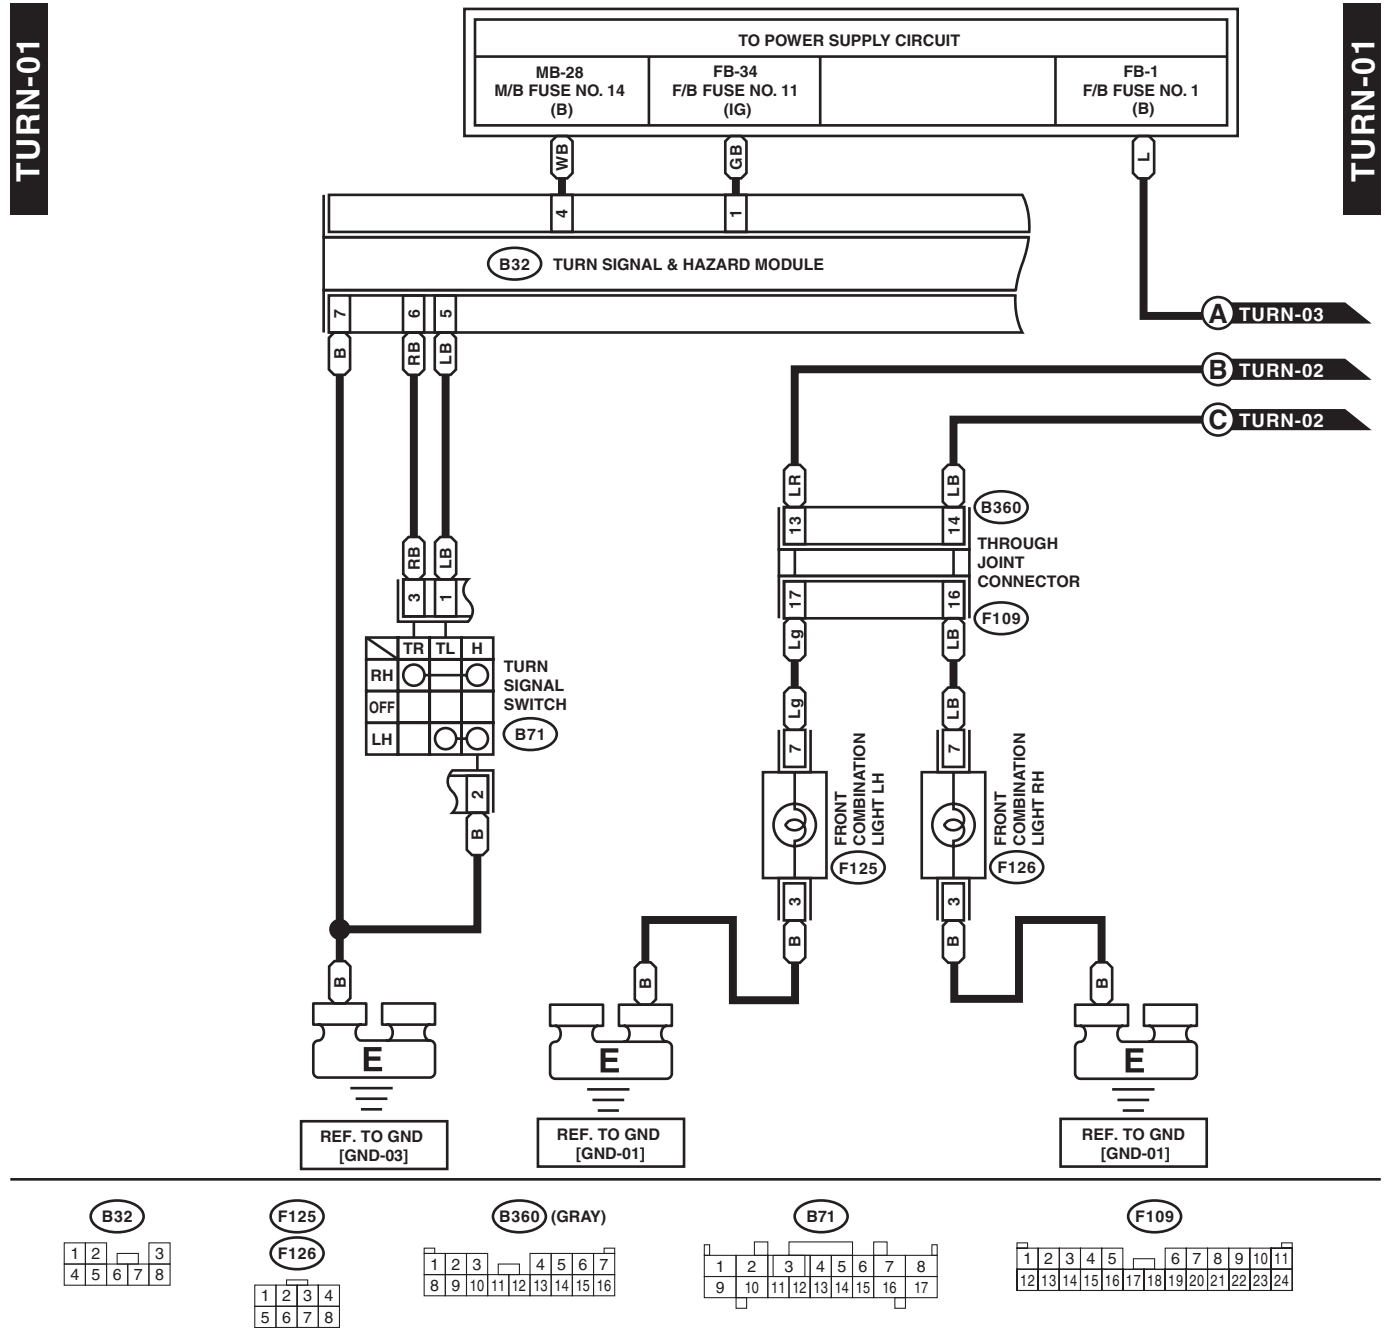 TURN-01
TURN-01
TO POWER SUPPLY CIRCUIT
MB-28
M/B FUSE NO. 14
(B)
FB-34
F/B FUSE NO. 11
(IG)
FB-1
F/B FUSE NO. 1
(B)
WB
GB
L
4
1
B32 TURN SIGNAL & HAZARD MODULE
7
6
5
B
RB
LB
A TURN-03
B TURN-02
C TURN-02
LR
LB
13
14
B360
THROUGH
JOINT
CONNECTOR
17
16
F109
RB
LB
3
1
TR TL H
RH
OFF
LH
TURN
SIGNAL
SWITCH
B71
2
B
Lg
LB
Lg
LB
7
7
FRONT
COMBINATION
LIGHT LH
F125
FRONT
COMBINATION
LIGHT RH
F126
3
3
B
B
B
B
B
E
E
E
REF. TO GND
[GND-03]
REF. TO GND
[GND-01]
REF. TO GND
[GND-01]
B32
1 2 3
4 5 6 7 8
F125
F126
1 2 3 4
5 6 7 8
B360 (GRAY)
1 2 3 4 5 6 7
8 9 10 11 12 13 14 15 16
B71
1 2 3 4 5 6 7 8
9 10 11 12 13 14 15 16 17
F109
1 2 3 4 5 6 7 8 9 10 11
12 13 14 15 16 17 18 19 20 21 22 23 24